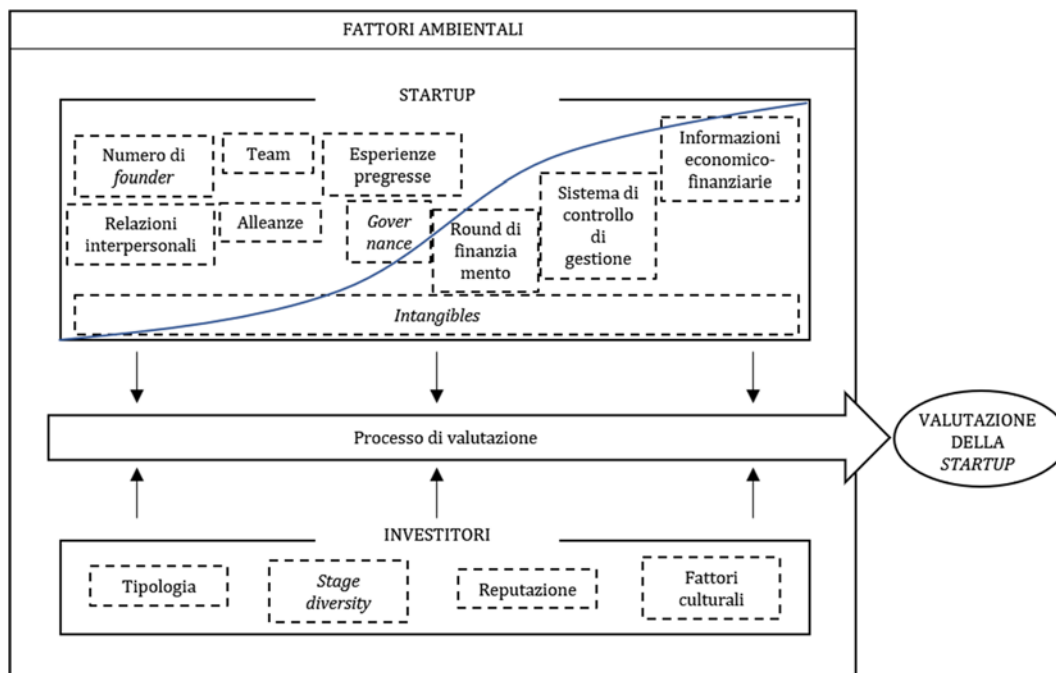 FATTORI AMBIENTALI
STARTUP
Numero di
founder
Team
Esperienze
pregresse
Informazioni
economico-
finanziarie
Relazioni
interpersonali
Alleanze
Gover
nance
Round di
finanzia
mento
Sistema di
controllo
di
gestione
Intangibles
Processo di valutazione
VALUTAZIONE
DELLA
STARTUP
INVESTITORI
Tipologia
Stage
diversity
Reputazione
Fattori
culturali